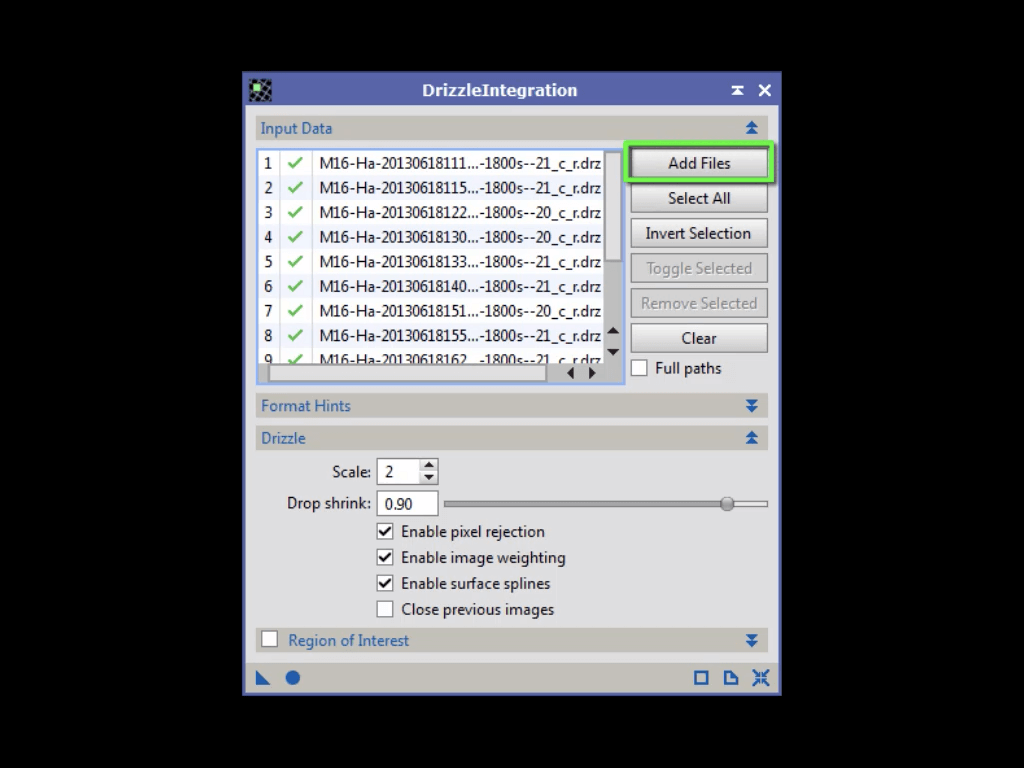 DrizzleIntegration
Input Data
1 M16-Ha-20130618111...-1800s--21_c_r.drz
2 M16-Ha-20130618115...-1800s--21_c_r.drz
3 M16-Ha-20130618122...-1800s--20_c_r.drz
4 M16-Ha-20130618130...-1800s--20_c_r.drz
5 M16-Ha-20130618133...-1800s--21_c_r.drz
6 M16-Ha-20130618140...-1800s--21_c_r.drz
7 M16-Ha-20130618151...-1800s--20_c_r.drz
8 M16-Ha-20130618155...-1800s--21_c_r.drz
9 M16-Ha-20130618162...-1800s--21_c_r.drz
Add Files
Select All
Invert Selection
Toggle Selected
Remove Selected
Clear
Full paths
Format Hints
Drizzle
Scale: 2
Drop shrink: 0.90
Enable pixel rejection
Enable image weighting
Enable surface splines
Close previous images
Region of Interest